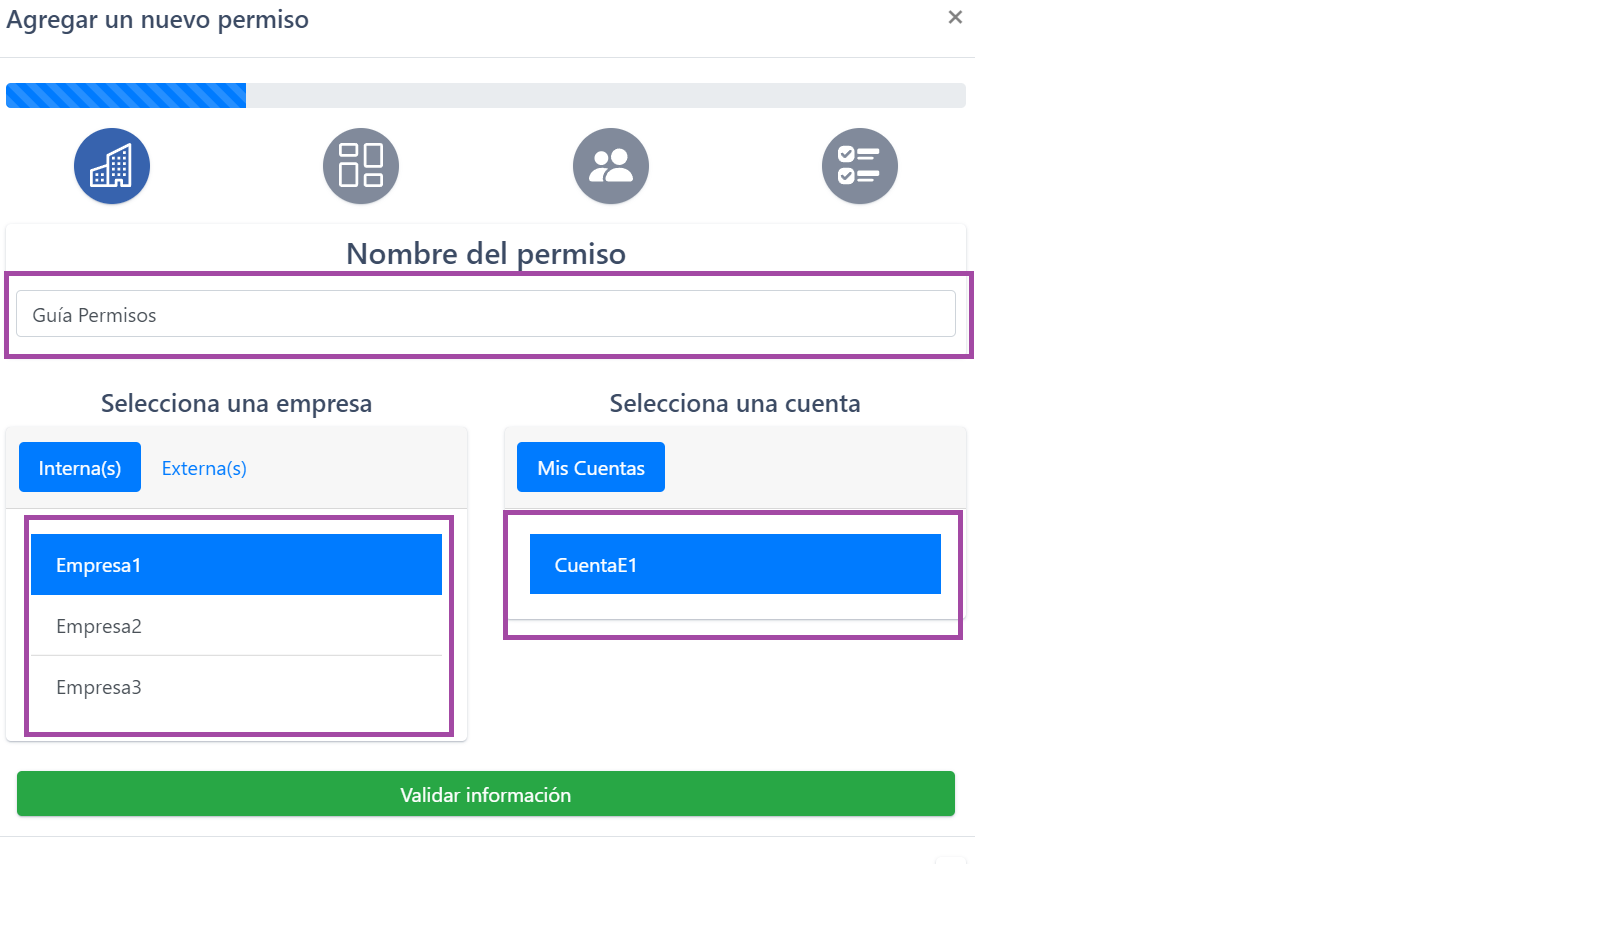 Agregar un nuevo permiso ×
Nombre del permiso
Guía Permisos
Selecciona una empresa
Interna(s) Externa(s)
Empresa1
Empresa2
Empresa3
Selecciona una cuenta
Mis Cuentas
CuentaE1
Validar información